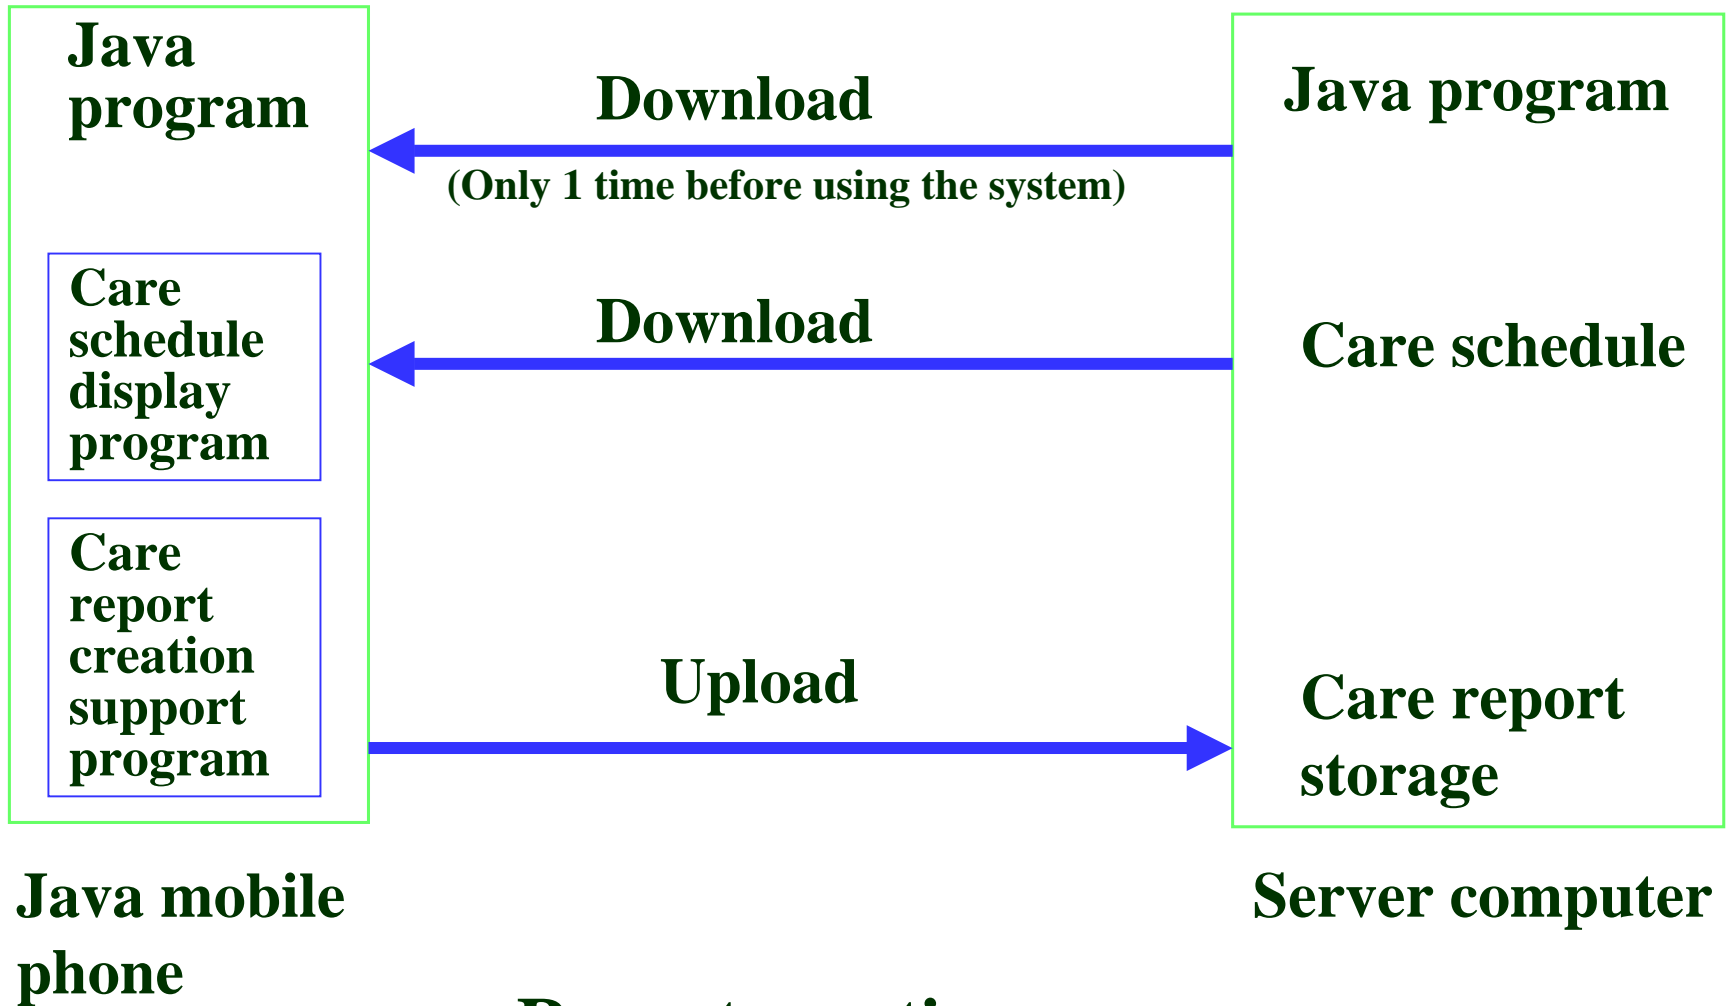 Java
program
Download
Java program
(Only 1 time before using the system)
Care
schedule
display
program
Download
Care schedule
Care
report
creation
support
program
Upload
Care report
storage
Java mobile
phone
Server computer